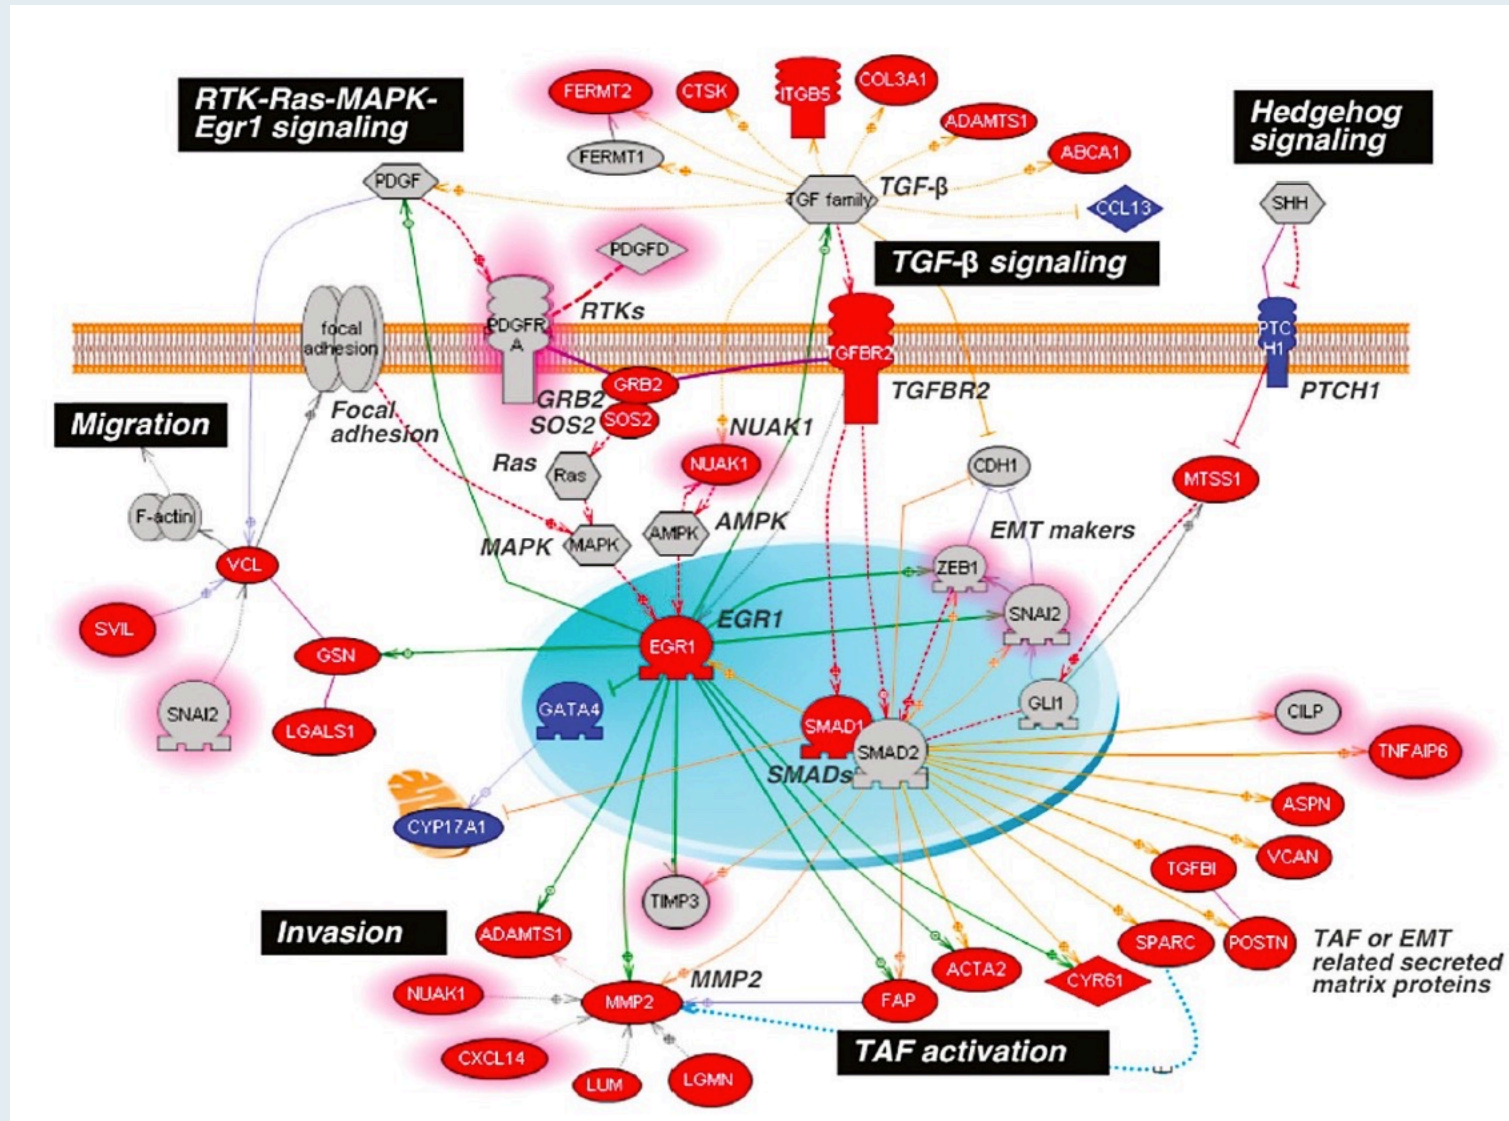 RTK-Ras-MAPK-
Egr1 signaling
FERMT2
CTSK
ITGB5
COL3A1
ADAMTS1
ABCA1
Hedgehog
signaling
FERMT1
PDGF
TGF family
TGF-β
CCL13
SHH
PDGFD
TGF-β signaling
RTKs
PDGFR
A
focal
adhesion
TGFBR2
PTC
H1
GRB2
GRB2
SOS2
SOS2
TGFBR2
PTCH1
Migration
Focal
adhesion
NUAK1
Ras
Ras
NUAK1
CDH1
MTSS1
F-actin
MAPK
MAPK
AMPK
AMPK
EMT makers
VCL
ZEB1
SNAI2
SVIL
EGR1
EGR1
GSN
SNAI2
LGALS1
GATA4
SMAD1
SMAD2
SMADs
GLI1
CILP
TNFAIP6
CYP17A1
ASPN
VCAN
TGFBI
TIMP3
Invasion
ADAMTS1
SPARC
POSTN
TAF or EMT
related secreted
matrix proteins
NUAK1
MMP2
MMP2
FAP
ACTA2
CYR61
CXCL14
LUM
LGMN
TAF activation